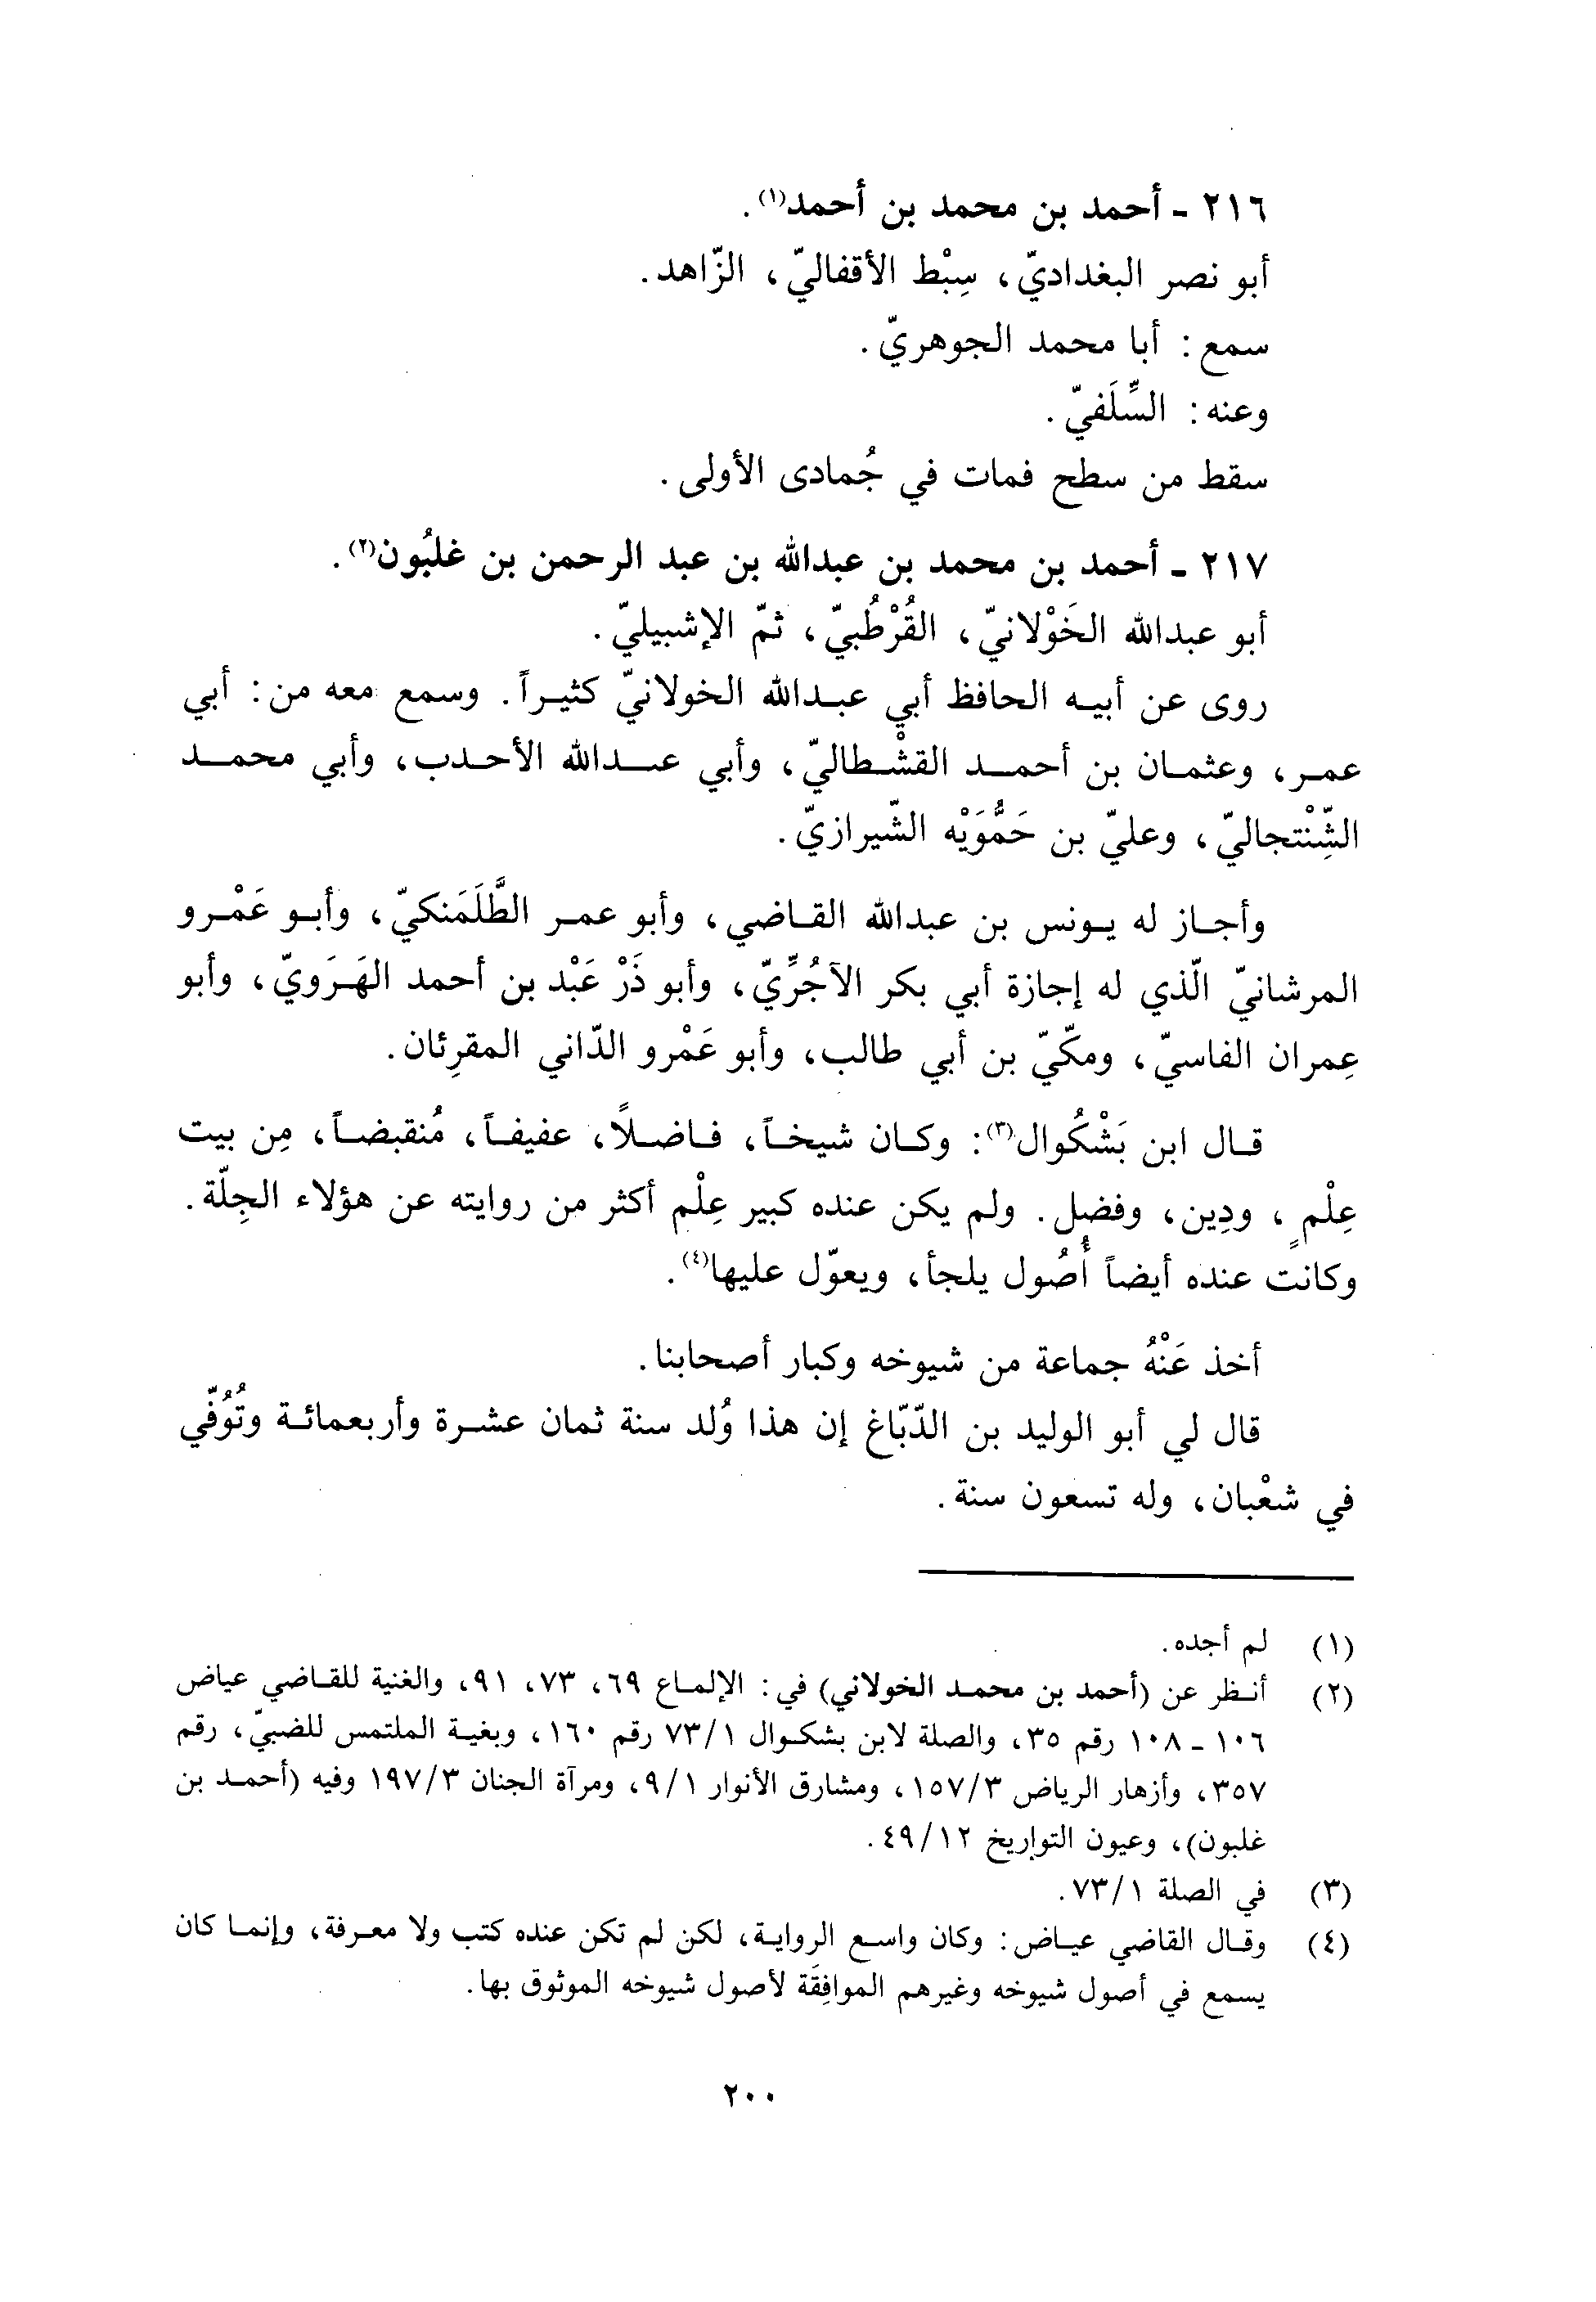 ٢١٦ - أحمد بن محمد بن أحمد(١).
أبو نصر البغداديّ، سِبْط الأقفاليّ، الزّاهد.
سمع: أبا محمد الجوهريّ.
وعنه: السِّلَفيّ.
سقط من سطح فمات في جُمادى الأولى.
٢١٧ - أحمد بن محمد بن عبدالله بن عبد الرحمن بن غلبُون(٢).
أبو عبدالله الخَوْلانيّ، القُرْطُبيّ، ثمّ الإشبيليّ.
روى عن أبيه الحافظ أبي عبدالله الخولانيّ كثيراً. وسمع معه من: أبي
عمر، وعثمان بن أحمد القشْطاليّ، وأبي عبدالله الأحدب، وأبي محمد
الشِّنْتجاليّ، وعليّ بن حَمُّوَيْه الشّيرازيّ.
وأجاز له يونس بن عبدالله القاضي، وأبو عمر الطَّلَمَنكيّ، وأبو عَمْرو
المرشانيّ الّذي له إجازة أبي بكر الآجُرِّيّ، وأبو ذَرْ عَبْد بن أحمد الهَرَويّ، وأبو
عِمران الفاسيّ، ومكّيّ بن أبي طالب، وأبو عَمْرو الدّاني المقرِئان.
قال ابن بَشْكُوال(٣): وكان شيخاً، فاضلاً، عفيفاً، مُنقبضاً، مِن بيت
عِلْمٍ، ودِين، وفضل. ولم يكن عنده كبير عِلْم أكثر من روايته عن هؤلاء الجِلّة.
وكانت عنده أيضاً أُصُول يلجأ، ويعوّل عليها(٤).
أخذ عَنْهُ جماعة من شيوخه وكبار أصحابنا.
قال لي أبو الوليد بن الدّبّاغ إن هذا وُلد سنة ثمان عشرة وأربعمائة وتُوُفّي
في شعْبان، وله تسعون سنة.
(١) لم أجده.
(٢) أنظر عن (أحمد بن محمد الخولاني) في: الإلماع ٦٩، ٧٣، ٩١، والغنية للقاضي عياض
١٠٦ - ١٠٨ رقم ٣٥، والصلة لابن بشكوال ٧٣/١ رقم ١٦٠، وبغية الملتمس للضبيّ، رقم
٣٥٧، وأزهار الرياض ١٥٧/٣، ومشارق الأنوار ٩/١، ومرآة الجنان ١٩٧/٣ وفيه (أحمد بن
غلبون)، وعيون التواريخ ٤٩/١٢.
(٣) في الصلة ٧٣/١.
(٤) وقال القاضي عياض: وكان واسع الرواية، لكن لم تكن عنده كتب ولا معرفة، وإنما كان
يسمع في أصول شيوخه وغيرهم الموافِقَة لأصول شيوخه الموثوق بها.
٢٠٠